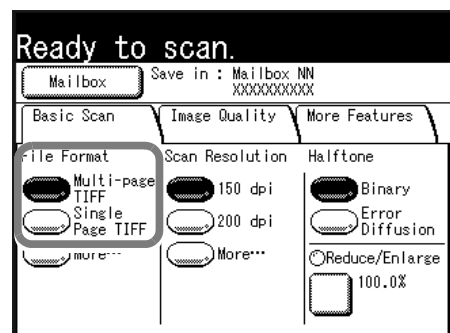 Ready to scan.
Mailbox
Save in : Mailbox NN
XXXXXXXXXX
Basic Scan
Image Quality
More Features
File Format
Scan Resolution
Halftone
Multi-page
TIFF
Single
Page TIFF
More...
150 dpi
200 dpi
More...
Binary
Error
Diffusion
Reduce/Enlarge
100.0%